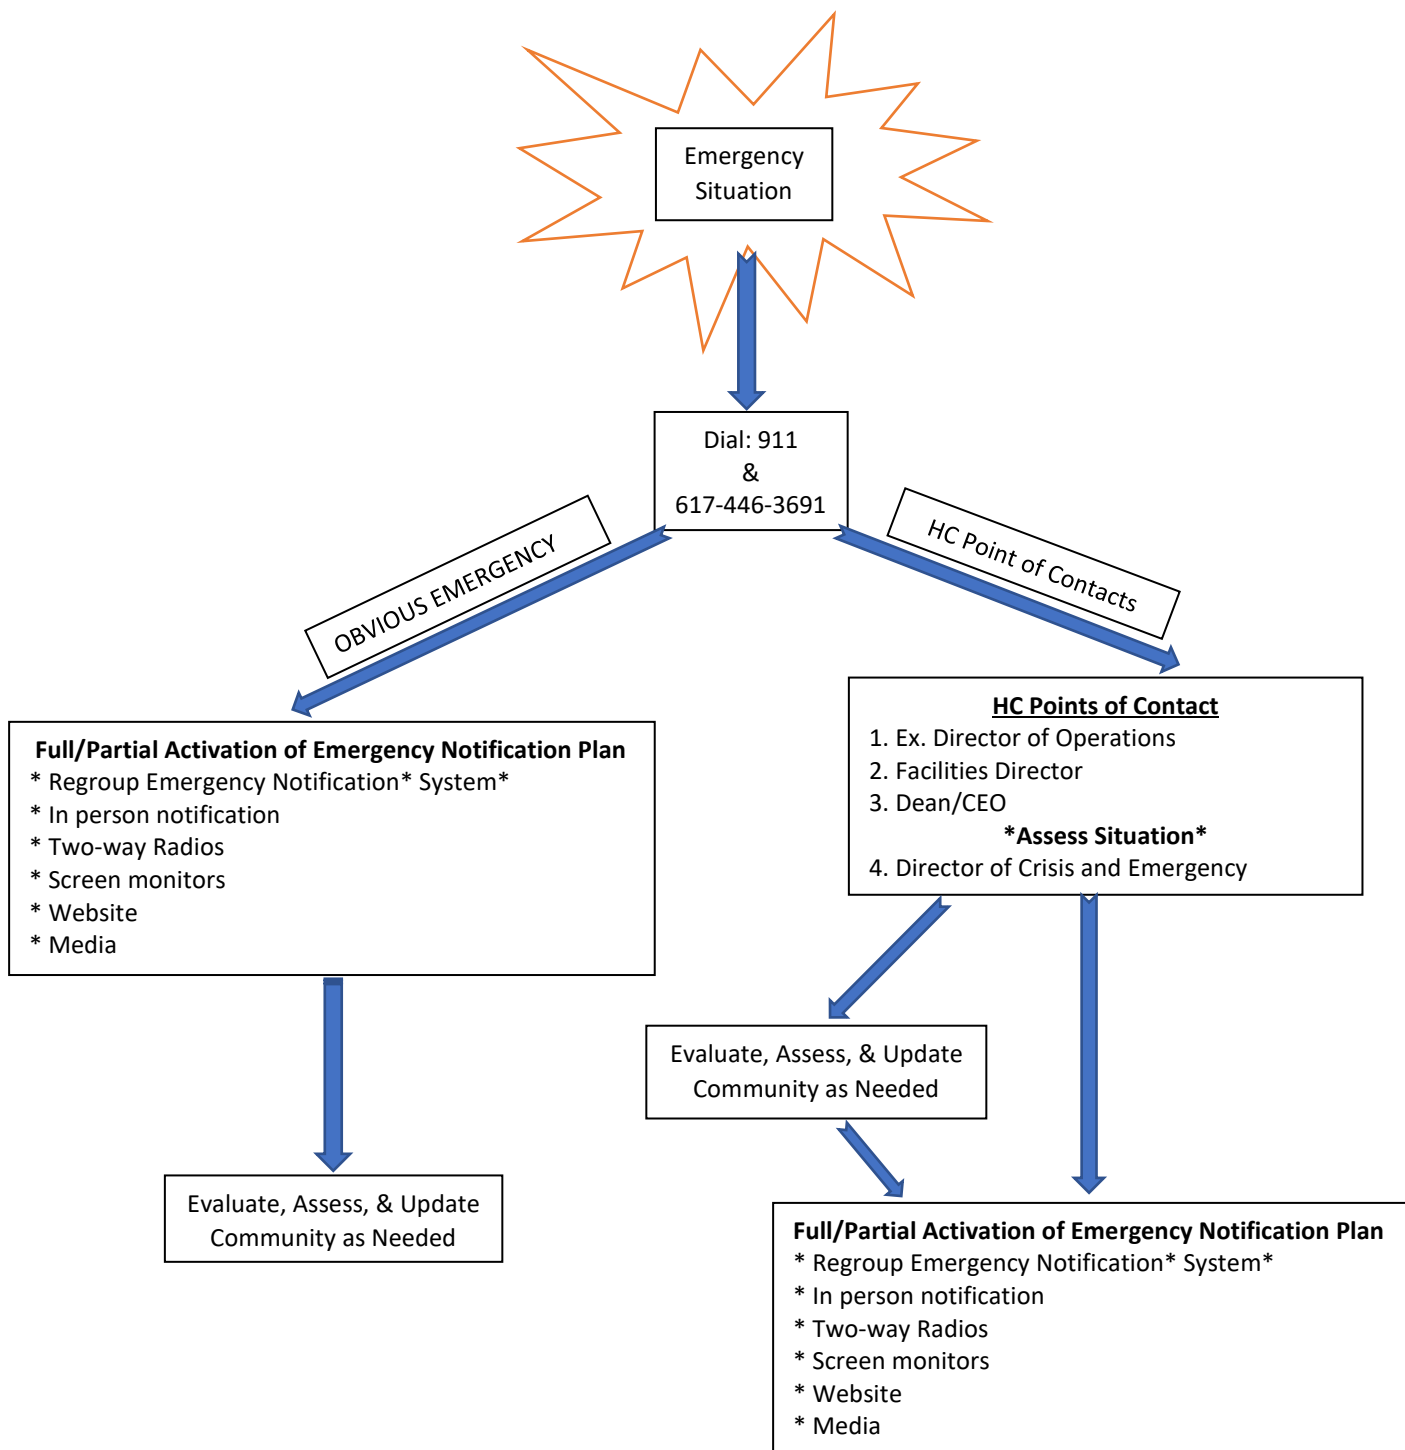 Emergency
Situation
Dial: 911
&
617-446-3691
OBVIOUS EMERGENCY
HC Point of Contacts
Full/Partial Activation of Emergency Notification Plan
* Regroup Emergency Notification* System*
* In person notification
* Two-way Radios
* Screen monitors
* Website
* Media
HC Points of Contact
1. Ex. Director of Operations
2. Facilities Director
3. Dean/CEO
*Assess Situation*
4. Director of Crisis and Emergency
Evaluate, Assess, & Update
Community as Needed
Evaluate, Assess, & Update
Community as Needed
Full/Partial Activation of Emergency Notification Plan
* Regroup Emergency Notification* System*
* In person notification
* Two-way Radios
* Screen monitors
* Website
* Media